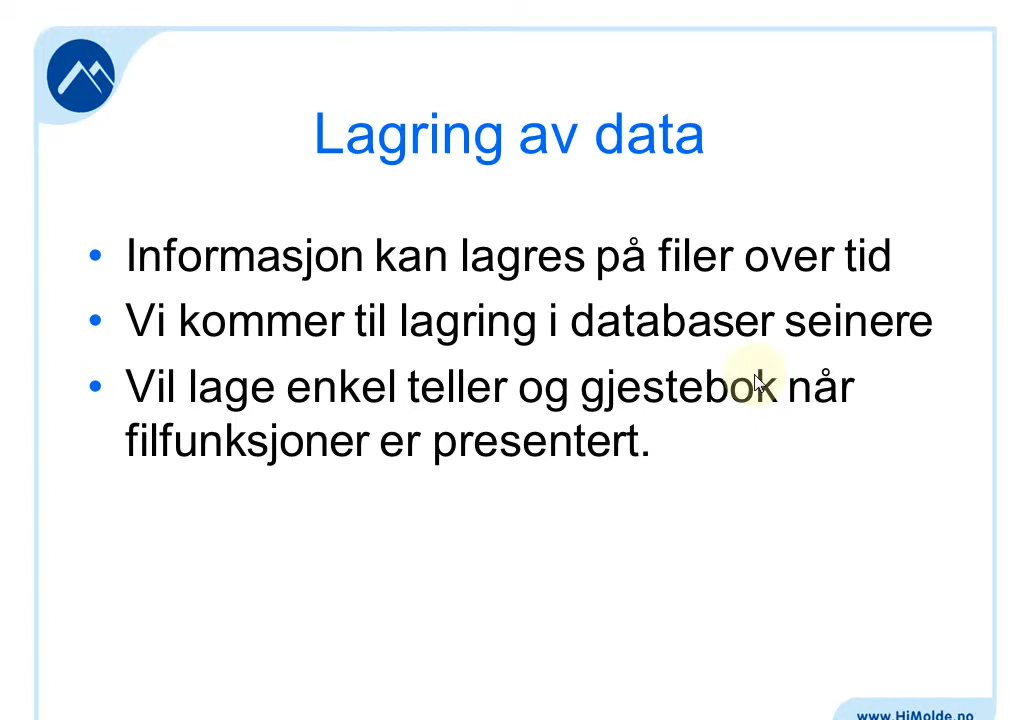 Lagring av data
• Informasjon kan lagres på filer over tid
• Vi kommer til lagring i databaser seinere
• Vil lage enkel teller og gjestebok når
filfunksjoner er presentert.
www.HiMolde.no